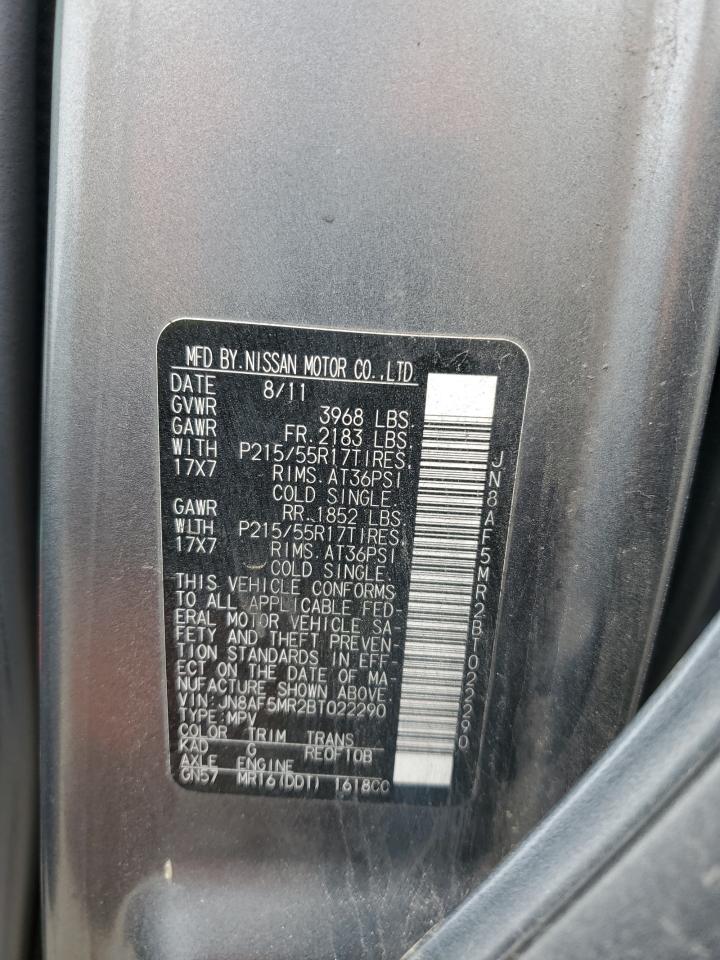 MFD BY.NISSAN MOTOR CO.,LTD.
DATE 8/11
GVWR 3968 LBS.
GAWR FR. 2183 LBS.
WITH P215/55R17TIRES.
17X7 RIMS. AT36PSI
COLD SINGLE.
GAWR RR. 1852 LBS.
WITH P215/55R17TIRES.
17X7 RIMS. AT36PSI
COLD SINGLE.
THIS VEHICLE CONFORMS
TO ALL APPLICABLE FED-
ERAL MOTOR VEHICLE SA-
FETY AND THEFT PREVEN-
TION STANDARDS IN EFF-
ECT ON THE DATE OF MA-
NUFACTURE SHOWN ABOVE.
VIN: JN8AF5MR2BT022290
TYPE: MPV
COLOR TRIM TRANS
KAD G RE0F10B
AXLE ENGINE
GN57 MR16(DDT) 1618CC
JN8AF5MR2BT022290